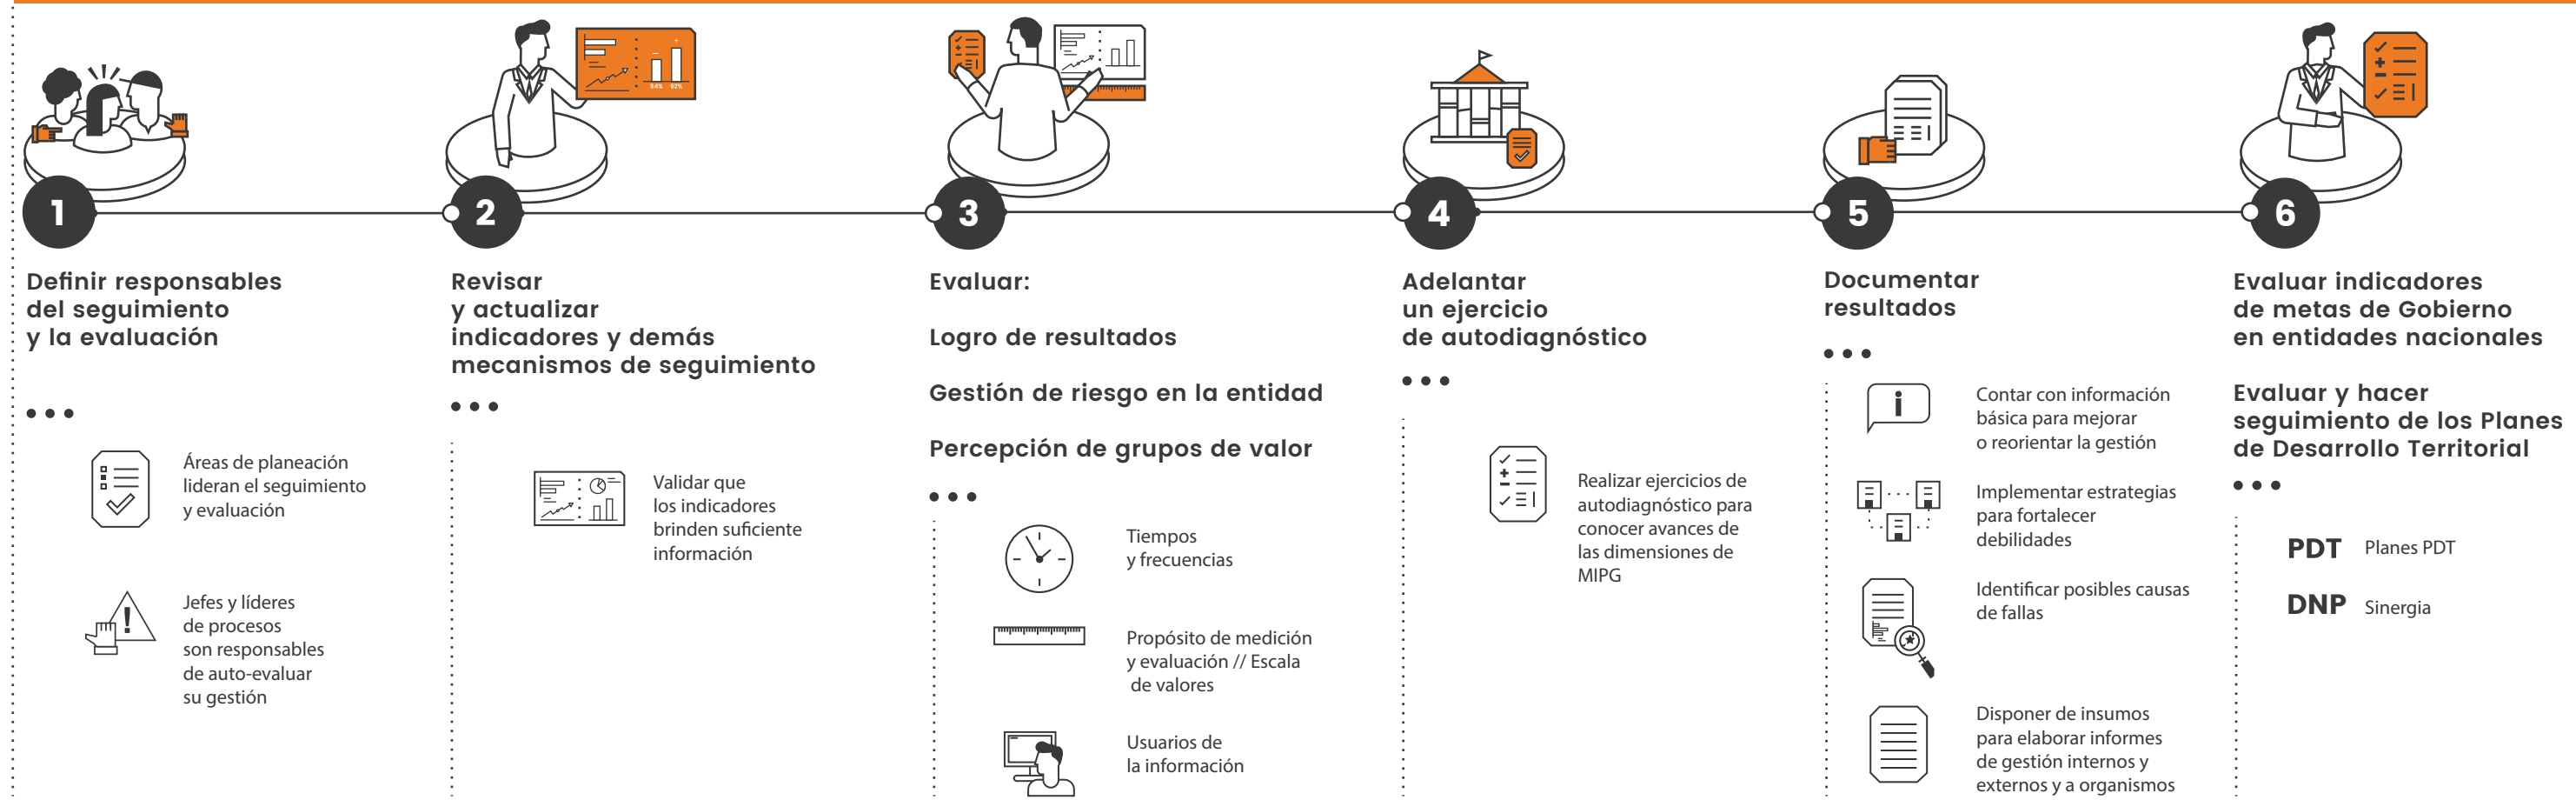 1
Definir responsables
del seguimiento
y la evaluación
Áreas de planeación
lideran el seguimiento
y evaluación
Jefes y líderes
de procesos
son responsables
de auto-evaluar
su gestión
54% 92%
2
Revisar
y actualizar
indicadores y demás
mecanismos de seguimiento
Validar que
los indicadores
brinden suficiente
información
3
Evaluar:
Logro de resultados
Gestión de riesgo en la entidad
Percepción de grupos de valor
Tiempos
y frecuencias
Propósito de medición
y evaluación // Escala
de valores
Usuarios de
la información
4
Adelantar
un ejercicio
de autodiagnóstico
Realizar ejercicios de
autodiagnóstico para
conocer avances de
las dimensiones de
MIPG
5
Documentar
resultados
i
Contar con información
básica para mejorar
o reorientar la gestión
Implementar estrategias
para fortalecer
debilidades
Identificar posibles causas
de fallas
Disponer de insumos
para elaborar informes
de gestión internos y
externos y a organismos
6
Evaluar indicadores
de metas de Gobierno
en entidades nacionales
Evaluar y hacer
seguimiento de los Planes
de Desarrollo Territorial
PDT Planes PDT
DNP Sinergia